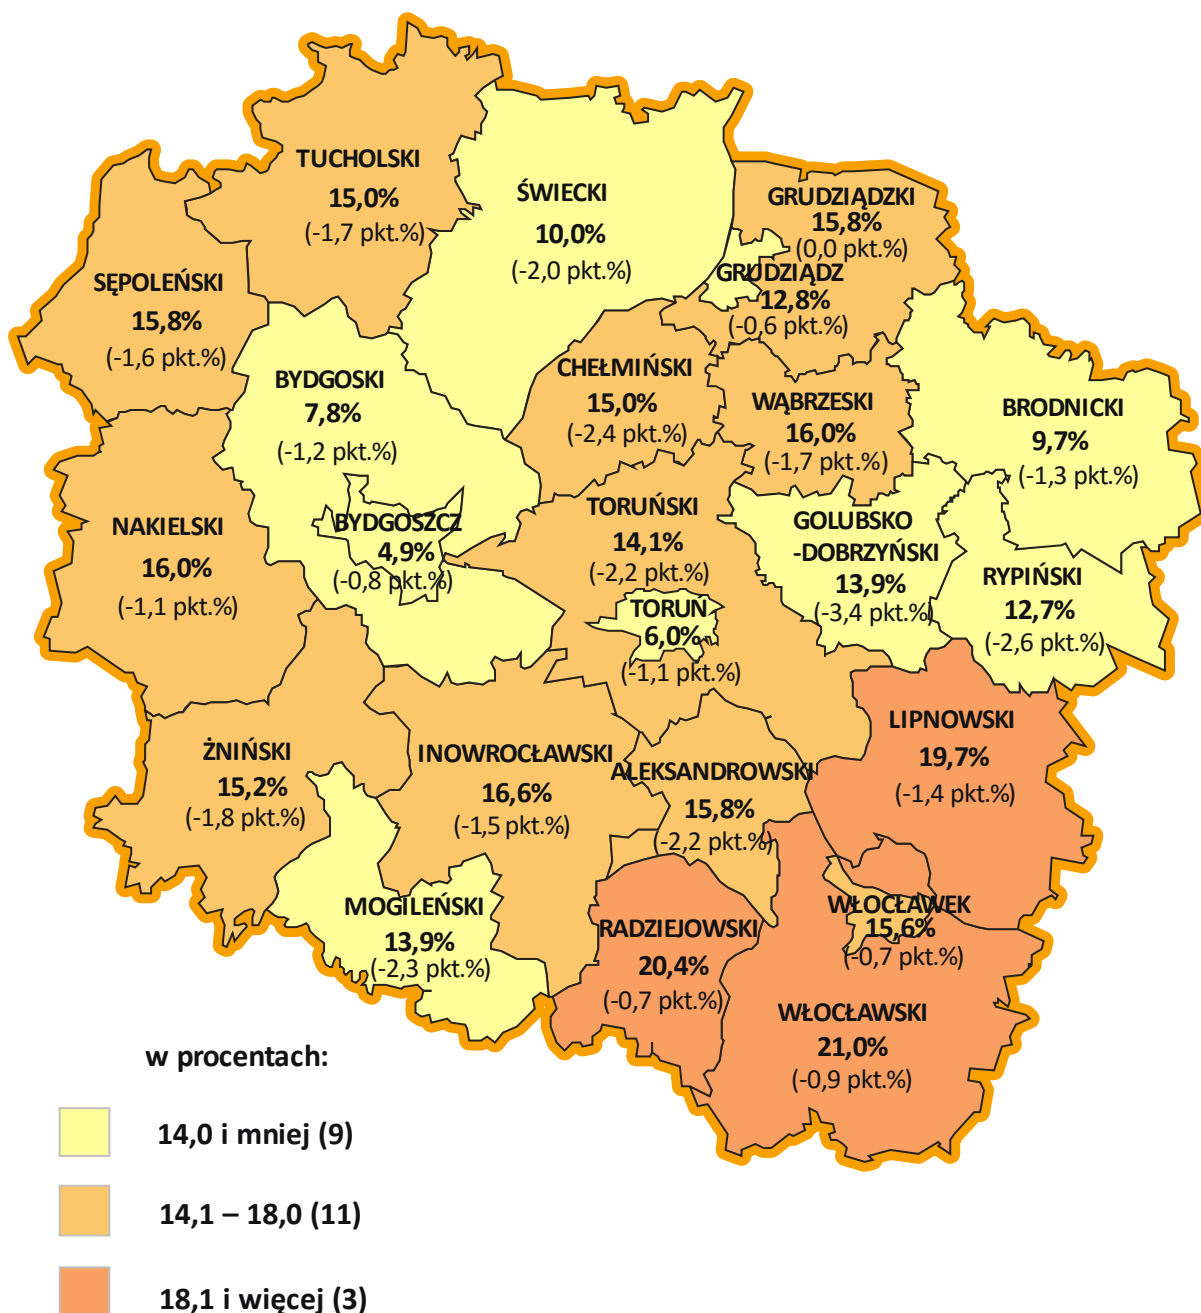 TUCHOLSKI
15,0%
(-1,7 pkt.%)
ŚWIECKI
10,0%
(-2,0 pkt.%)
GRUDZIĄDZKI
15,8%
(0,0 pkt.%)
GRUDZIĄDZ
12,8%
(-0,6 pkt.%)
SĘPOLEŃSKI
15,8%
(-1,6 pkt.%)
BYDGOSKI
7,8%
(-1,2 pkt.%)
CHEŁMIŃSKI
15,0%
(-2,4 pkt.%)
WĄBRZESKI
16,0%
(-1,7 pkt.%)
BRODNICKI
9,7%
(-1,3 pkt.%)
NAKIELSKI
16,0%
(-1,1 pkt.%)
BYDGOSZCZ
4,9%
(-0,8 pkt.%)
TORUŃSKI
14,1%
(-2,2 pkt.%)
GOLUBSKO
-DOBRZYŃSKI
13,9%
(-3,4 pkt.%)
RYPIŃSKI
12,7%
(-2,6 pkt.%)
TORUŃ
6,0%
(-1,1 pkt.%)
ŻNIŃSKI
15,2%
(-1,8 pkt.%)
INOWROCŁAWSKI
16,6%
(-1,5 pkt.%)
ALEKSANDROWSKI
15,8%
(-2,2 pkt.%)
LIPNOWSKI
19,7%
(-1,4 pkt.%)
MOGILEŃSKI
13,9%
(-2,3 pkt.%)
RADZIEJOWSKI
20,4%
(-0,7 pkt.%)
WŁOCŁAWEK
15,6%
(-0,7 pkt.%)
WŁOCŁAWSKI
21,0%
(-0,9 pkt.%)
w procentach:
14,0 i mniej (9)
14,1 – 18,0 (11)
18,1 i więcej (3)